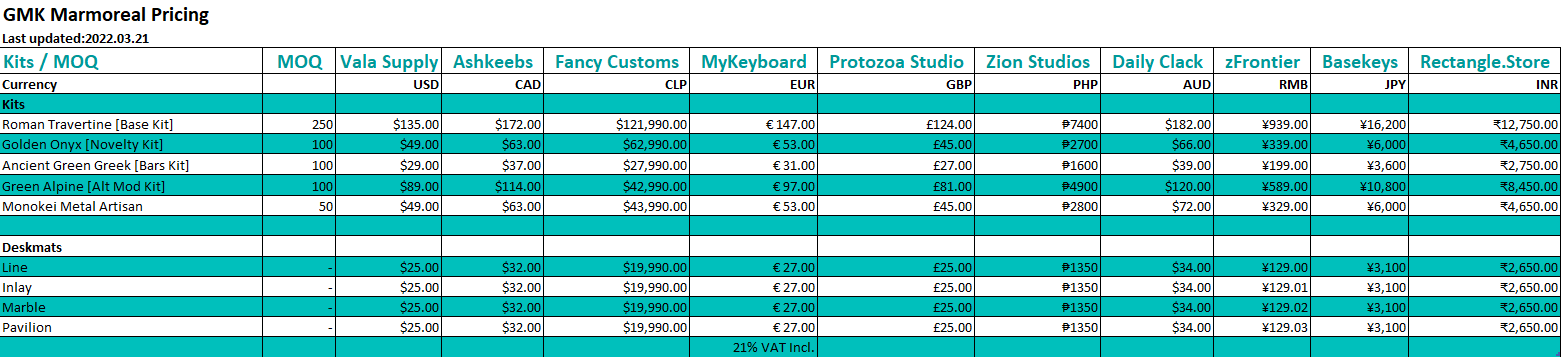 GMK Marmoreal Pricing
Last updated:2022.03.21
Kits / MOQ MOQ Vala Supply Ashkeebs Fancy Customs MyKeyboard Protozoa Studio Zion Studios Daily Clack zFrontier Basekeys Rectangle.Store
Currency USD CAD CLP EUR GBP PHP AUD RMB JPY INR
Kits
Roman Travertine [Base Kit] 250 $135.00 $172.00 $121,990.00 € 147.00 £124.00 ₱7400 $182.00 ¥939.00 ¥16,200 ₹12,750.00
Golden Onyx [Novelty Kit] 100 $49.00 $63.00 $62,990.00 € 53.00 £45.00 ₱2700 $66.00 ¥339.00 ¥6,000 ₹4,650.00
Ancient Green Greek [Bars Kit] 100 $29.00 $37.00 $27,990.00 € 31.00 £27.00 ₱1600 $39.00 ¥199.00 ¥3,600 ₹2,750.00
Green Alpine [Alt Mod Kit] 100 $89.00 $114.00 $42,990.00 € 97.00 £81.00 ₱4900 $120.00 ¥589.00 ¥10,800 ₹8,450.00
Monokei Metal Artisan 50 $49.00 $63.00 $43,990.00 € 53.00 £45.00 ₱2800 $72.00 ¥329.00 ¥6,000 ₹4,650.00
Deskmats
Line - $25.00 $32.00 $19,990.00 € 27.00 £25.00 ₱1350 $34.00 ¥129.00 ¥3,100 ₹2,650.00
Inlay - $25.00 $32.00 $19,990.00 € 27.00 £25.00 ₱1350 $34.00 ¥129.01 ¥3,100 ₹2,650.00
Marble - $25.00 $32.00 $19,990.00 € 27.00 £25.00 ₱1350 $34.00 ¥129.02 ¥3,100 ₹2,650.00
Pavilion - $25.00 $32.00 $19,990.00 € 27.00 £25.00 ₱1350 $34.00 ¥129.03 ¥3,100 ₹2,650.00
21% VAT Incl.